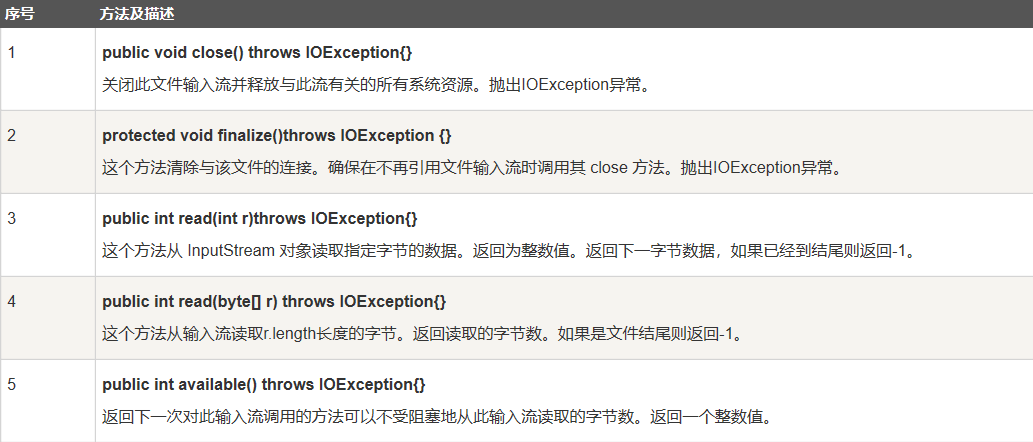 序号 方法及描述
1 public void close() throws IOException{}
关闭此文件输入流并释放与此流有关的所有系统资源。抛出IOException异常。
2 protected void finalize()throws IOException {}
这个方法清除与该文件的连接。确保在不再引用文件输入流时调用其 close 方法。抛出IOException异常。
3 public int read(int r)throws IOException{}
这个方法从 InputStream 对象读取指定字节的数据。返回为整数值。返回下一字节数据，如果已经到结尾则返回-1。
4 public int read(byte[] r) throws IOException{}
这个方法从输入流读取r.length长度的字节。返回读取的字节数。如果是文件结尾则返回-1。
5 public int available() throws IOException{}
返回下一次对此输入流调用的方法可以不受阻塞地从此输入流读取的字节数。返回一个整数值。